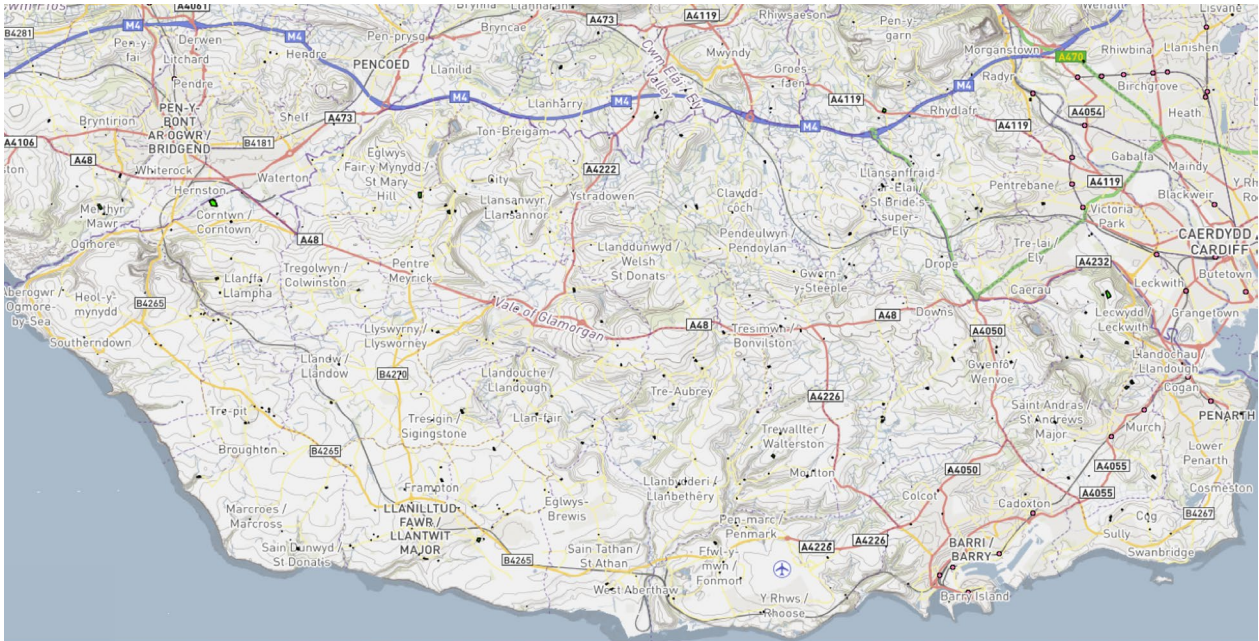 A4061
B4281
M4
Pen-y-
fai
Derwen
Litchard
Hendre
M4
Pen-prysg
Bryncae
A473
A4119
Rhiwsaeson
Pen-y-
garn
Lisvane
Morganstown
A470
Rhiwbina
Llanishen
Pendre
PENCOED
Llanilid
Cwm Elai / Ely
Valley
Mwyndy
Groes-
faen
Radyr
Birchgrove
PEN-Y-
BONT
AR OGWR /
BRIDGEND
Shelf
A473
M4
Llanharry
M4
M4
A4119
M4
Rhydlafr
A4054
Heath
A4119
Bryntirion
B4181
Ton-Breigam
A4106
A48
Whiterock
Waterton
Eglwys
Fair y Mynydd /
St Mary
Hill
City
A4222
Gabalfa
Maindy
Hernston
Llansanwyr /
Llansannor
Ystradowen
Clawdd-
coch
Llansanffraid-
ar-Elai /
St Bride's-
super-
Ely
Pentrebane
A4119
Blackweir
Merthyr
Mawr
Corntwn /
Corntown
Victoria
Park
Ogmore
A48
Llanddunwyd /
Welsh
St Donats
Pendeulwyn /
Pendoylan
Tre-lai /
Ely
CAERDYDD /
CARDIFF
Aberogwr /
Ogmore-
by-Sea
Heol-y-
mynydd
Llanffa /
Llampha
Tregolwyn /
Colwinston
Pentre
Meyrick
Gwern-
y-Steeple
Drope
A4232
Leckwith
Butetown
B4265
Vale of Glamorgan
Caerau
Lecwydd /
Leckwith
Grangetown
Southerndown
Llyswyrny /
Llysworney
A48
Tresimwn /
Bonvilston
A48
Downs
A4050
Llandw /
Llandow
B4270
Llandouche /
Llandough
Tre-Aubrey
Gwenfô /
Wenvoe
Llandochau /
Llandough
Cogan
Tre-pit
Tresigin /
Sigingstone
Llan-fair
A4226
Saint Andras /
St Andrews
Major
Murch
PENARTH
Broughton
B4265
Trewallter /
Walterston
Lower
Penarth
Moulton
A4050
A4055
Frampton
Llanbydderi /
Llanbethery
Colcot
A4055
Cosmeston
Marcroes /
Marcross
LLANILLTUD
FAWR /
LLANTWIT
MAJOR
Eglwys-
Brewis
Cadoxton
B4267
Pen-marc /
Penmark
Cog
Sully
Sain Dunwyd /
St Donats
B4265
Sain Tathan /
St Athan
Ffwl-y-
mwn /
Fonmon
A4226
A4226
BARRI /
BARRY
Swanbridge
West Aberthaw
Y Rhws /
Rhoose
Barry Island